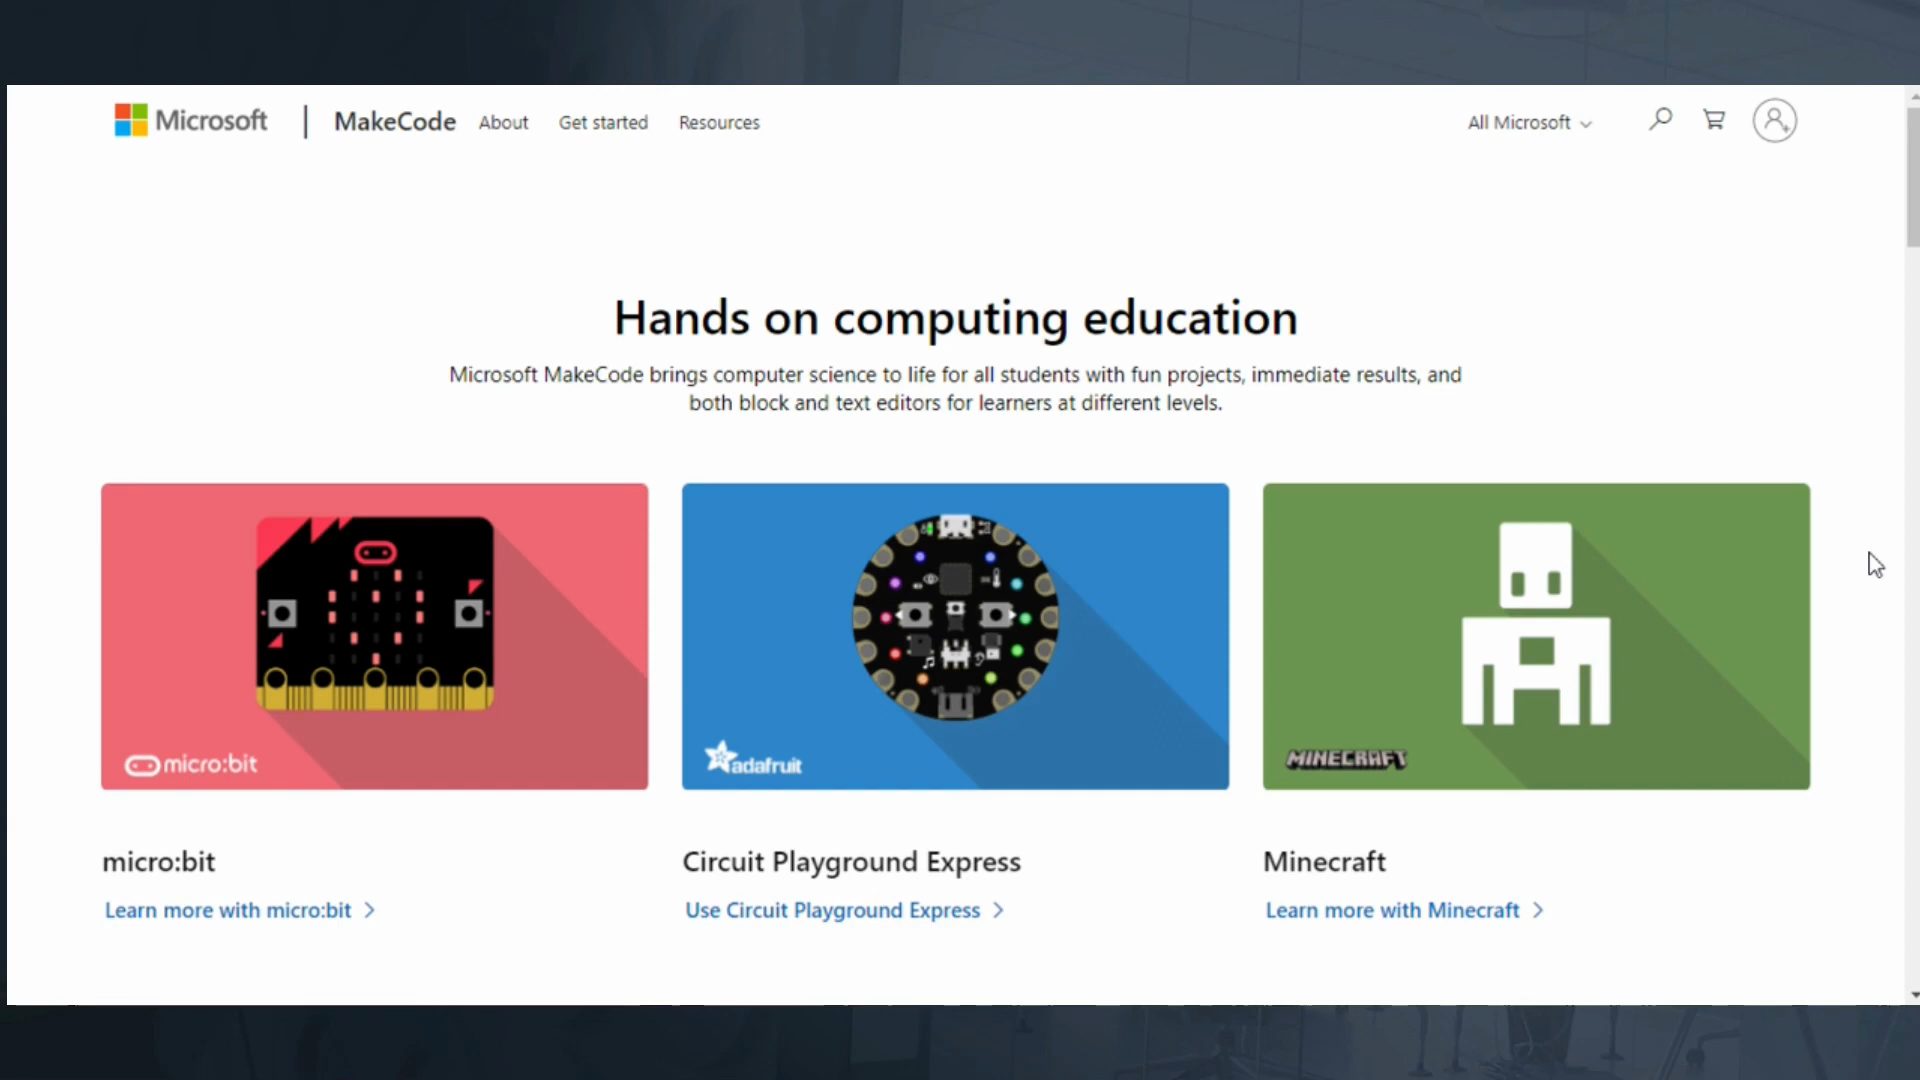 Microsoft | MakeCode About Get started Resources All Microsoft
Hands on computing education
Microsoft MakeCode brings computer science to life for all students with fun projects, immediate results, and
both block and text editors for learners at different levels.
micro:bit
adafruit
MINECRAFT
micro:bit
Circuit Playground Express
Minecraft
Learn more with micro:bit
Use Circuit Playground Express
Learn more with Minecraft